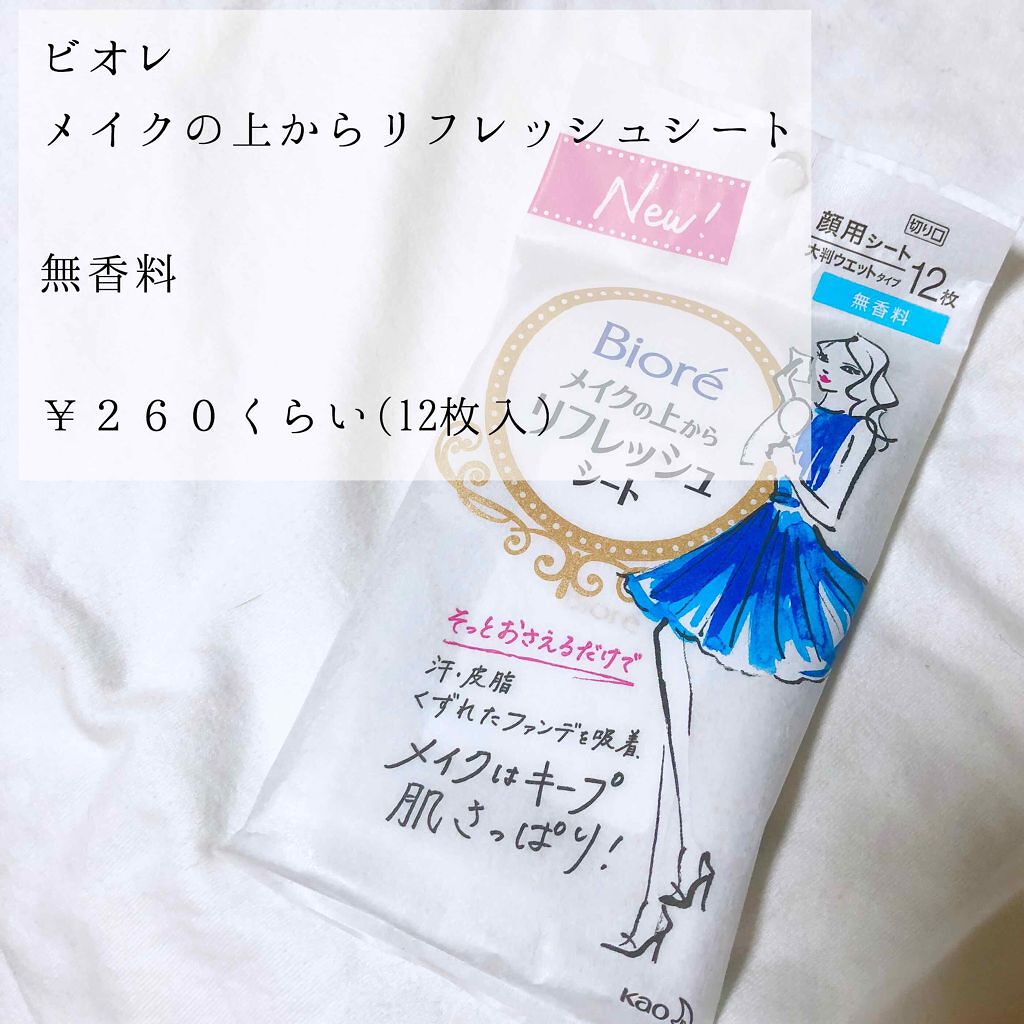 ビオレ
メイクの上からリフレッシュシート
無香料
￥２６０くらい(12枚入)
New!
切り口
顔用シート
大判ウエットタイプ
12枚
無香料
Bioré
メイクの上から
リフレッシュ
シート
Bioré
そっとおさえるだけで
汗・皮脂
くずれたファンデを吸着
メイクはキープ
肌さっぱり!
Kao